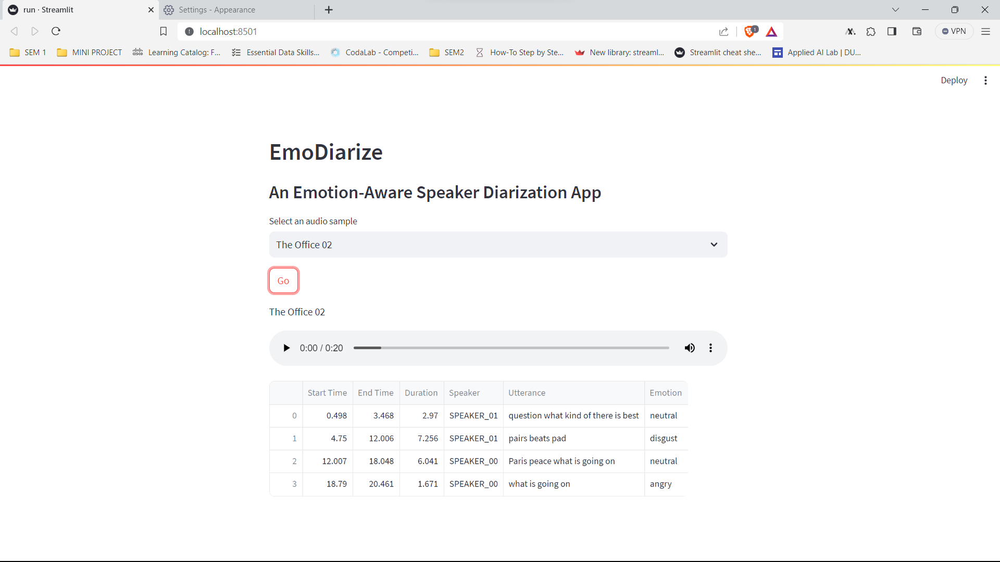 run · Streamlit
Settings - Appearance
localhost:8501
1
VPN
SEM 1
MINI PROJECT
Learning Catalog: F...
Essential Data Skills...
CodaLab - Competi...
SEM2
How-To Step by Ste...
New library: streaml...
Streamlit cheat she...
Applied AI Lab | DU...
Deploy
EmoDiarize
An Emotion-Aware Speaker Diarization App
Select an audio sample
The Office 02
Go
The Office 02
0:00 / 0:20
Start Time End Time Duration Speaker Utterance Emotion
0 0.498 3.468 2.97 SPEAKER_01 question what kind of there is best neutral
1 4.75 12.006 7.256 SPEAKER_01 pairs beats pad disgust
2 12.007 18.048 6.041 SPEAKER_00 Paris peace what is going on neutral
3 18.79 20.461 1.671 SPEAKER_00 what is going on angry